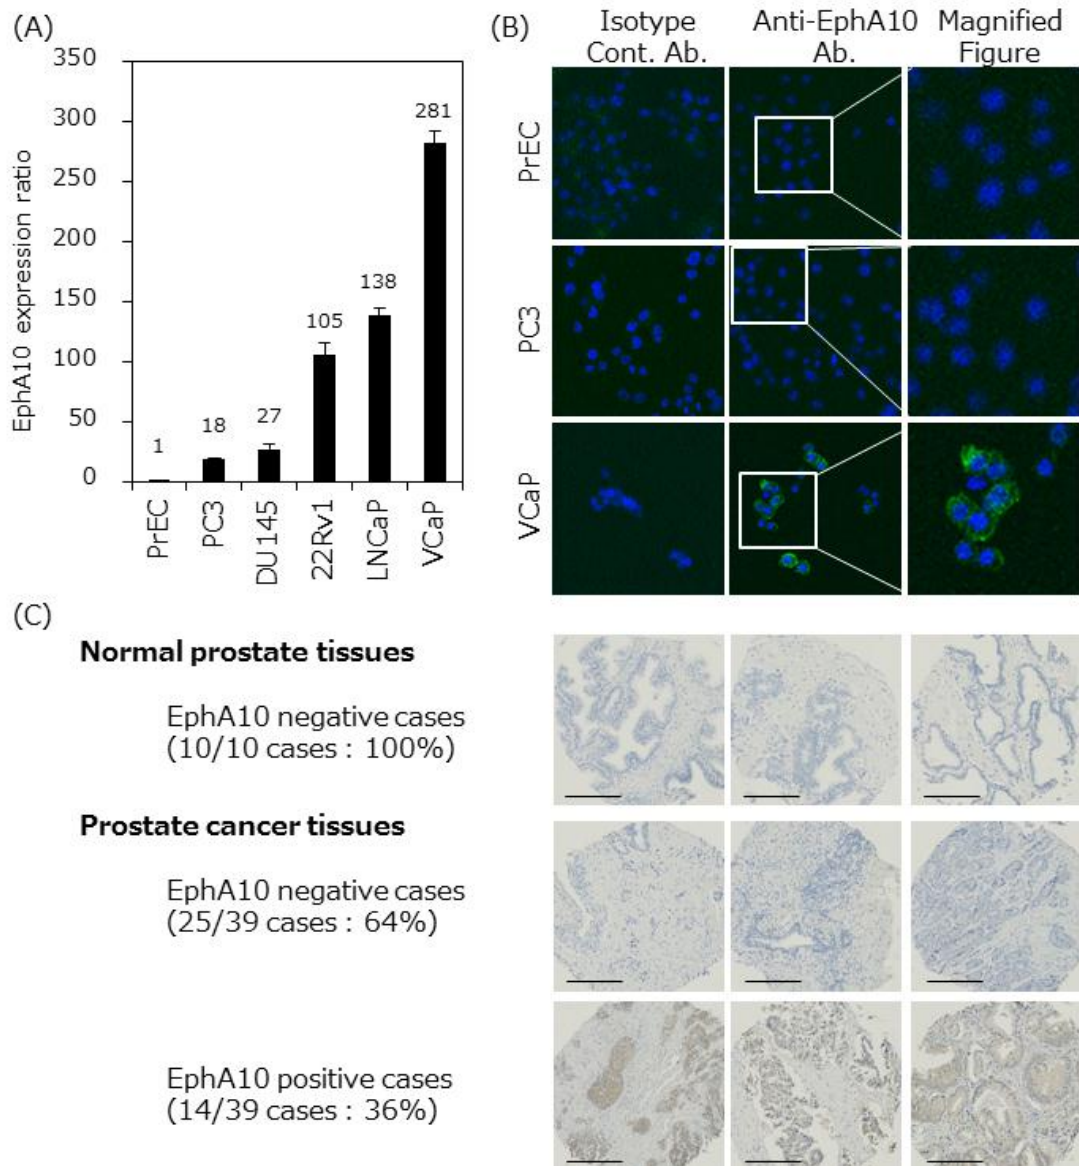 (A)
EphA10 expression ratio
350
300
250
200
150
100
50
0
1
18
27
105
138
281
PrEC
PC3
DU145
22Rv1
LNCaP
VCaP
(B)
Isotype
Cont. Ab.
Anti-EphA10
Ab.
Magnified
Figure
PrEC
PC3
VCaP
(C)
Normal prostate tissues
EphA10 negative cases
(10/10 cases : 100%)
Prostate cancer tissues
EphA10 negative cases
(25/39 cases : 64%)
EphA10 positive cases
(14/39 cases : 36%)